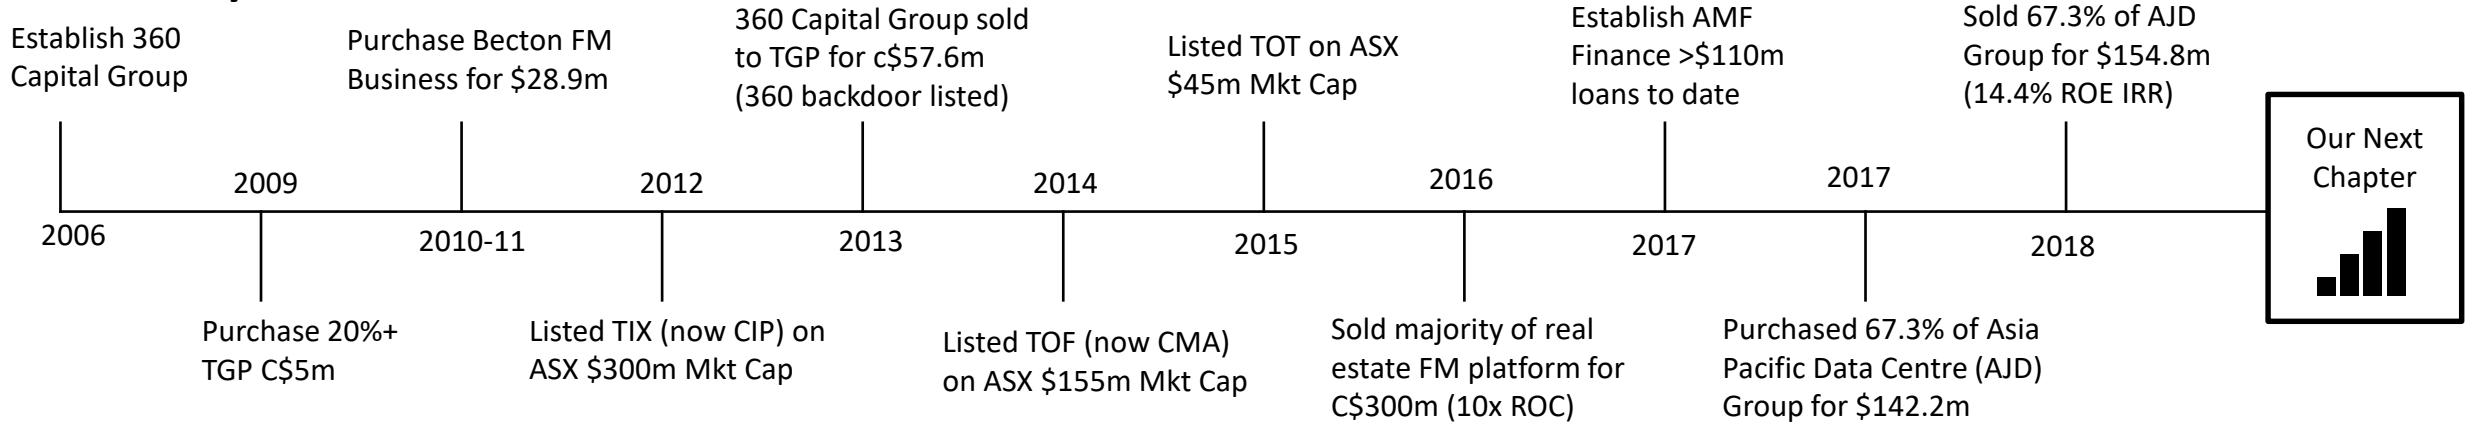 Establish 360
Capital Group
2006
2009
Purchase 20%+
TGP C$5m
Purchase Becton FM
Business for $28.9m
2010-11
2012
Listed TIX (now CIP) on
ASX $300m Mkt Cap
360 Capital Group sold
to TGP for c$57.6m
(360 backdoor listed)
2013
2014
Listed TOF (now CMA)
on ASX $155m Mkt Cap
Listed TOT on ASX
$45m Mkt Cap
2015
2016
Sold majority of real
estate FM platform for
C$300m (10x ROC)
Establish AMF
Finance >$110m
loans to date
2017
2017
Purchased 67.3% of Asia
Pacific Data Centre (AJD)
Group for $142.2m
Sold 67.3% of AJD
Group for $154.8m
(14.4% ROE IRR)
2018
Our Next
Chapter